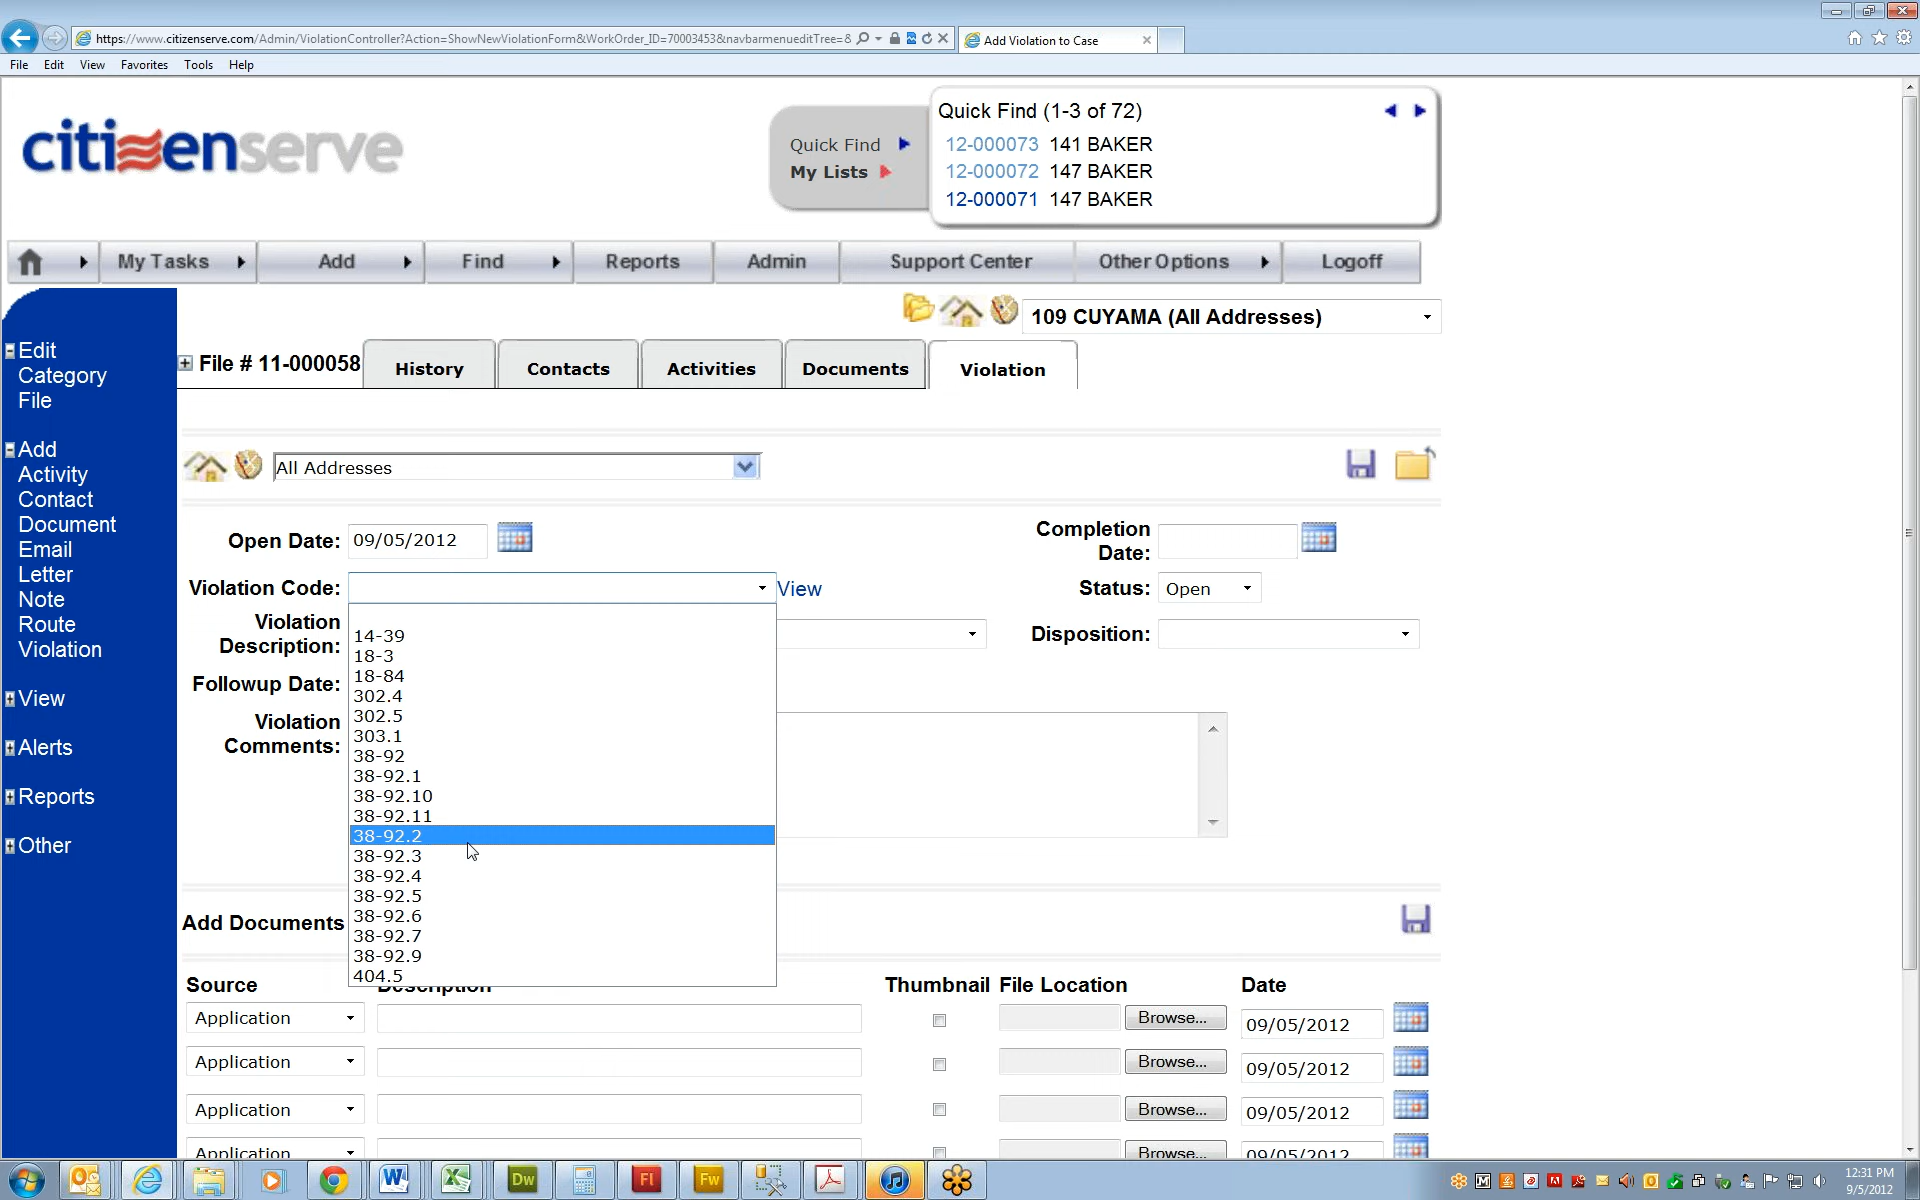 https://www.citizenserve.com/Admin/ViolationController?Action=ShowNewViolationForm&WorkOrder_ID=70003453&navbarmenueditTree=&
Add Violation to Case
File Edit View Favorites Tools Help
citizenserve
Quick Find
My Lists
Quick Find (1-3 of 72)
12-000073 141 BAKER
12-000072 147 BAKER
12-000071 147 BAKER
My Tasks Add Find Reports Admin Support Center Other Options Logoff
109 CUYAMA (All Addresses)
File # 11-000058 History Contacts Activities Documents Violation
Edit
Category
File
Add
Activity
Contact
Document
Email
Letter
Note
Route
Violation
View
Alerts
Reports
Other
All Addresses
Open Date: 09/05/2012
Completion
Date:
Violation Code: View
Status: Open
Violation
Description:
Disposition:
Followup Date:
Violation
Comments:
14-39
18-3
18-84
302.4
302.5
303.1
38-92
38-92.1
38-92.10
38-92.11
38-92.2
38-92.3
38-92.4
38-92.5
38-92.6
38-92.7
38-92.9
404.5
Add Documents
Source Description Thumbnail File Location Date
Application Browse... 09/05/2012
Application Browse... 09/05/2012
Application Browse... 09/05/2012
Application Browse... 09/05/2012
W X Dw Fl Fw
12:31 PM
9/5/2012